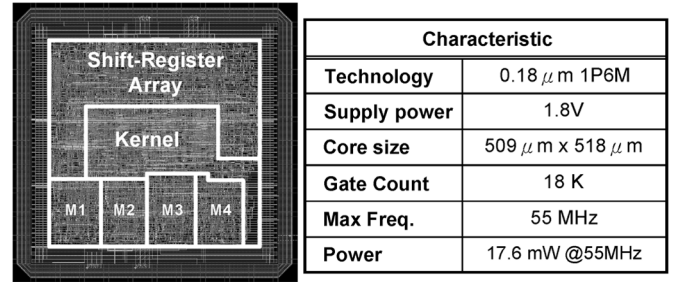 Shift-Register
Array
Kernel
M1 M2 M3 M4
Characteristic
Technology 0.18 μm 1P6M
Supply power 1.8V
Core size 509 μm x 518 μm
Gate Count 18 K
Max Freq. 55 MHz
Power 17.6 mW @55MHz